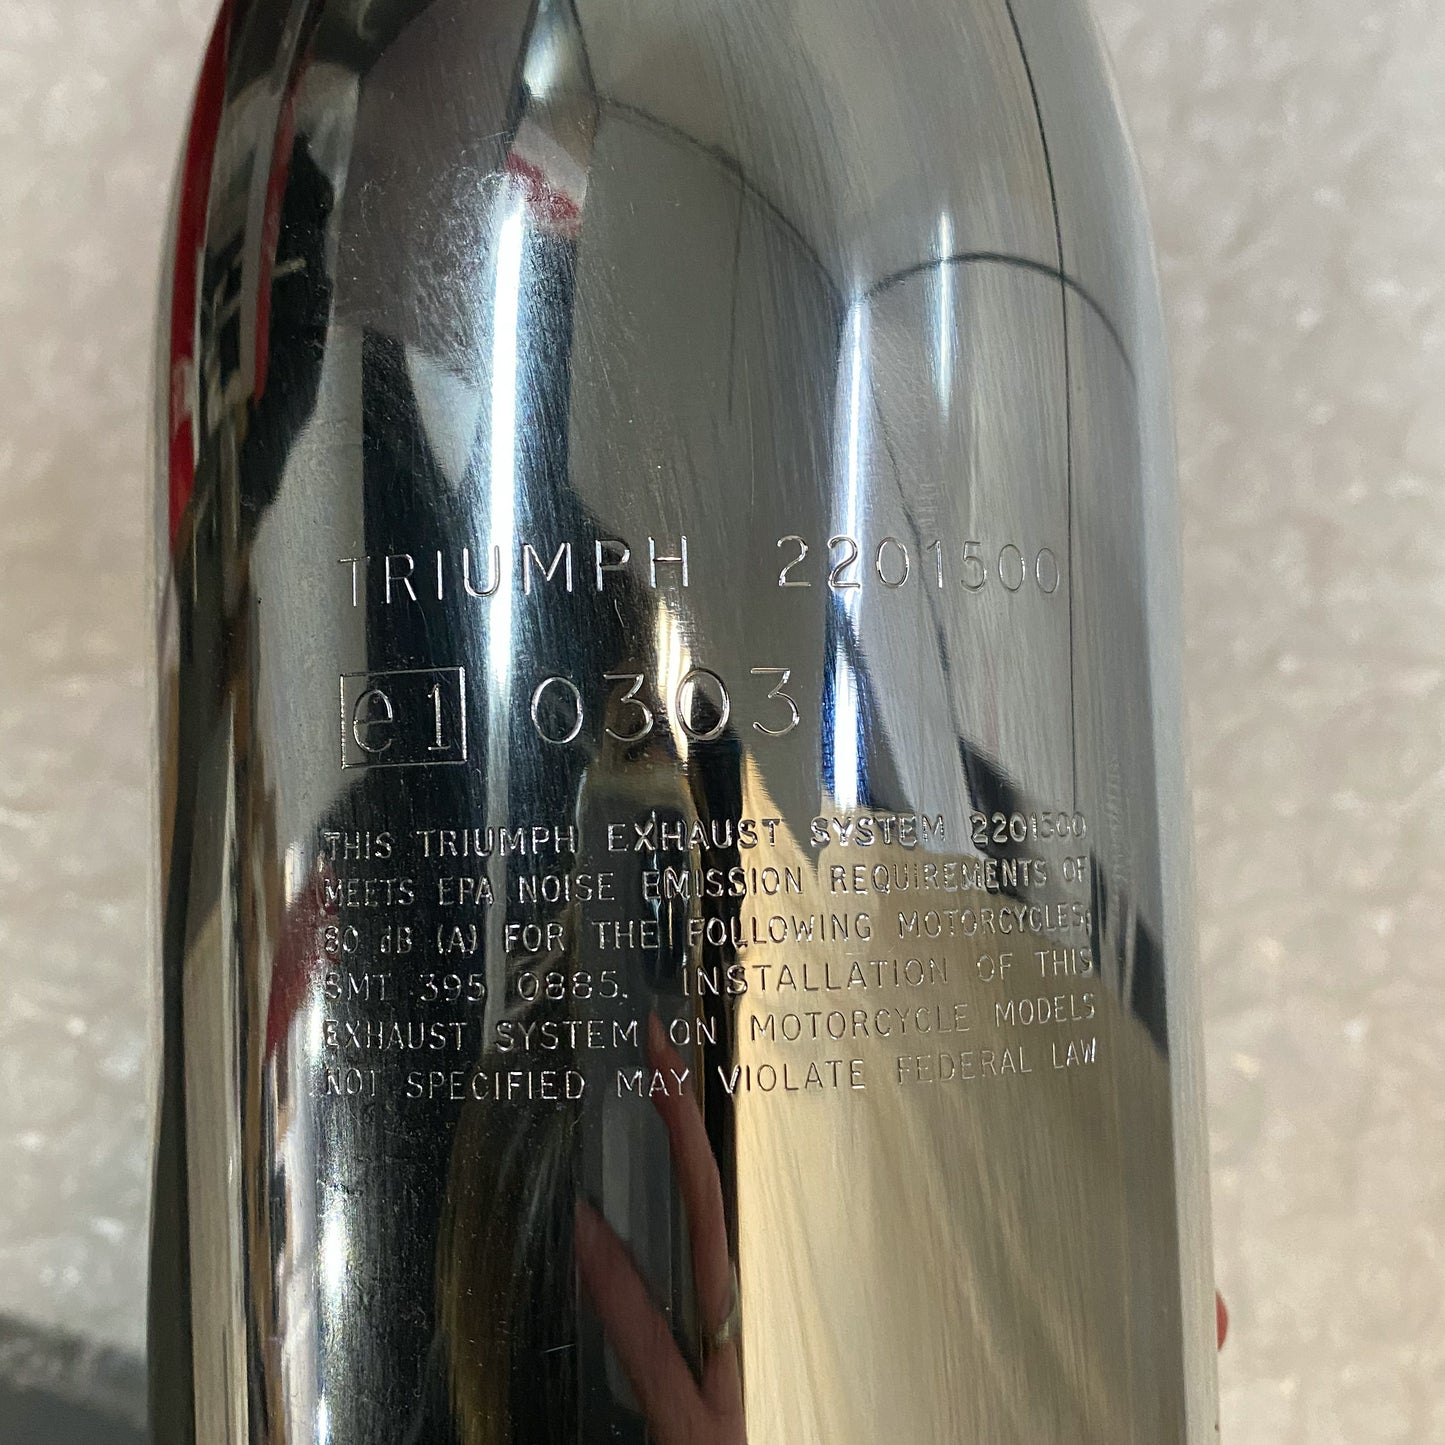 TRIUMPH 2201500
e1 0303
THIS TRIUMPH EXHAUST SYSTEM 2201500
MEETS EPA NOISE EMISSION REQUIREMENTS OF
80 dB (A) FOR THE FOLLOWING MOTORCYCLES;
SMT 395 0885. INSTALLATION OF THIS
EXHAUST SYSTEM ON MOTORCYCLE MODELS
NOT SPECIFIED MAY VIOLATE FEDERAL LAW